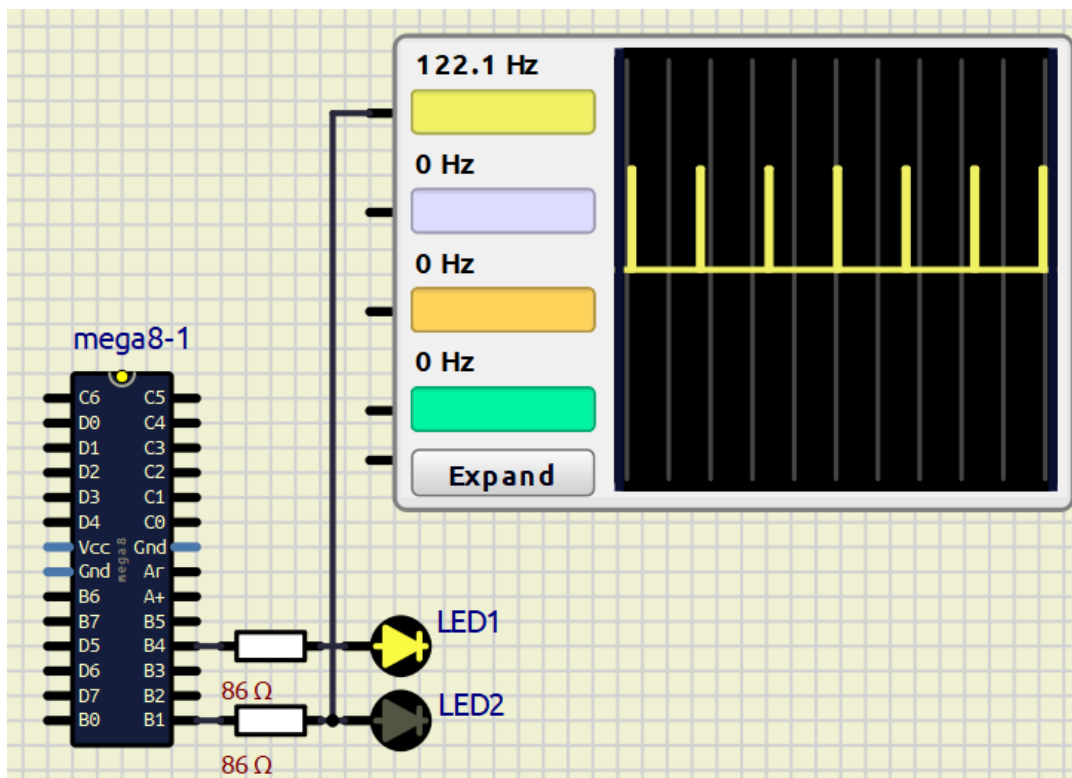 122.1 Hz
0 Hz
0 Hz
0 Hz
Expand
mega8-1
C6 C5
D0 C4
D1 C3
D2 C2
D3 C1
D4 C0
Vcc Gnd
Gnd Ar
mega8
B6 A+
B7 B5
D5 B4
D6 B3
D7 B2
B0 B1
LED1
86 Ω
LED2
86 Ω